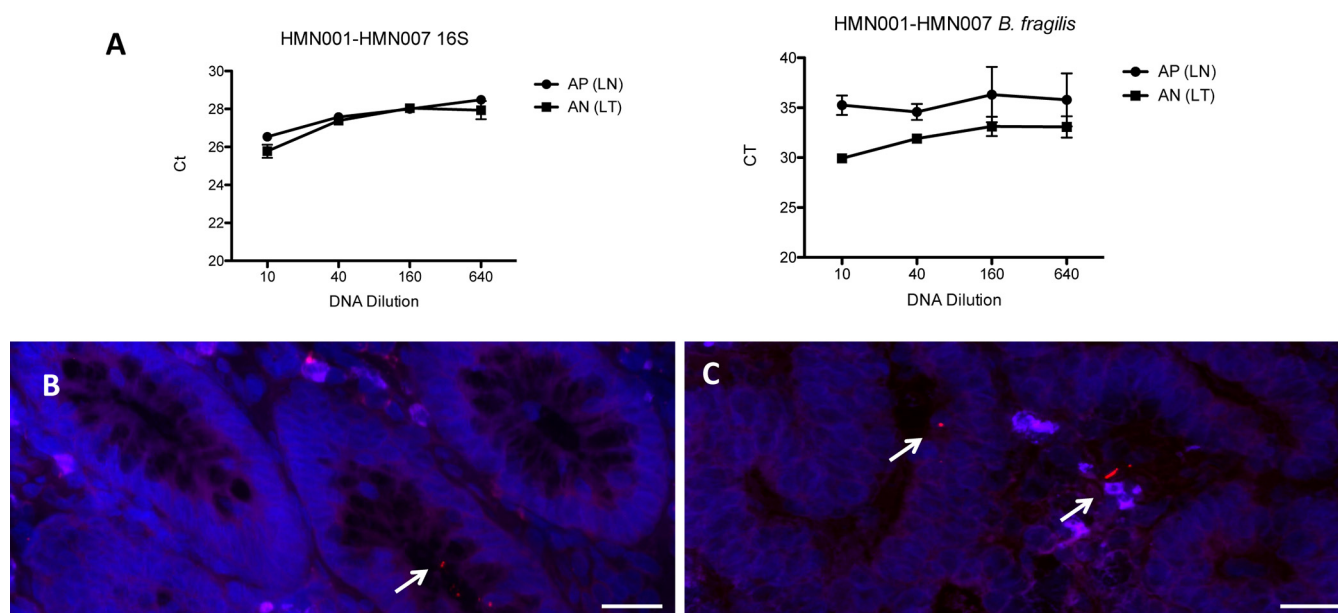 A
HMN001-HMN007 16S
30
28
26
24
22
20
Ct
10 40 160 640
DNA Dilution
AP (LN)
AN (LT)
HMN001-HMN007 B. fragilis
40
35
30
25
20
CT
10 40 160 640
DNA Dilution
AP (LN)
AN (LT)
B
C